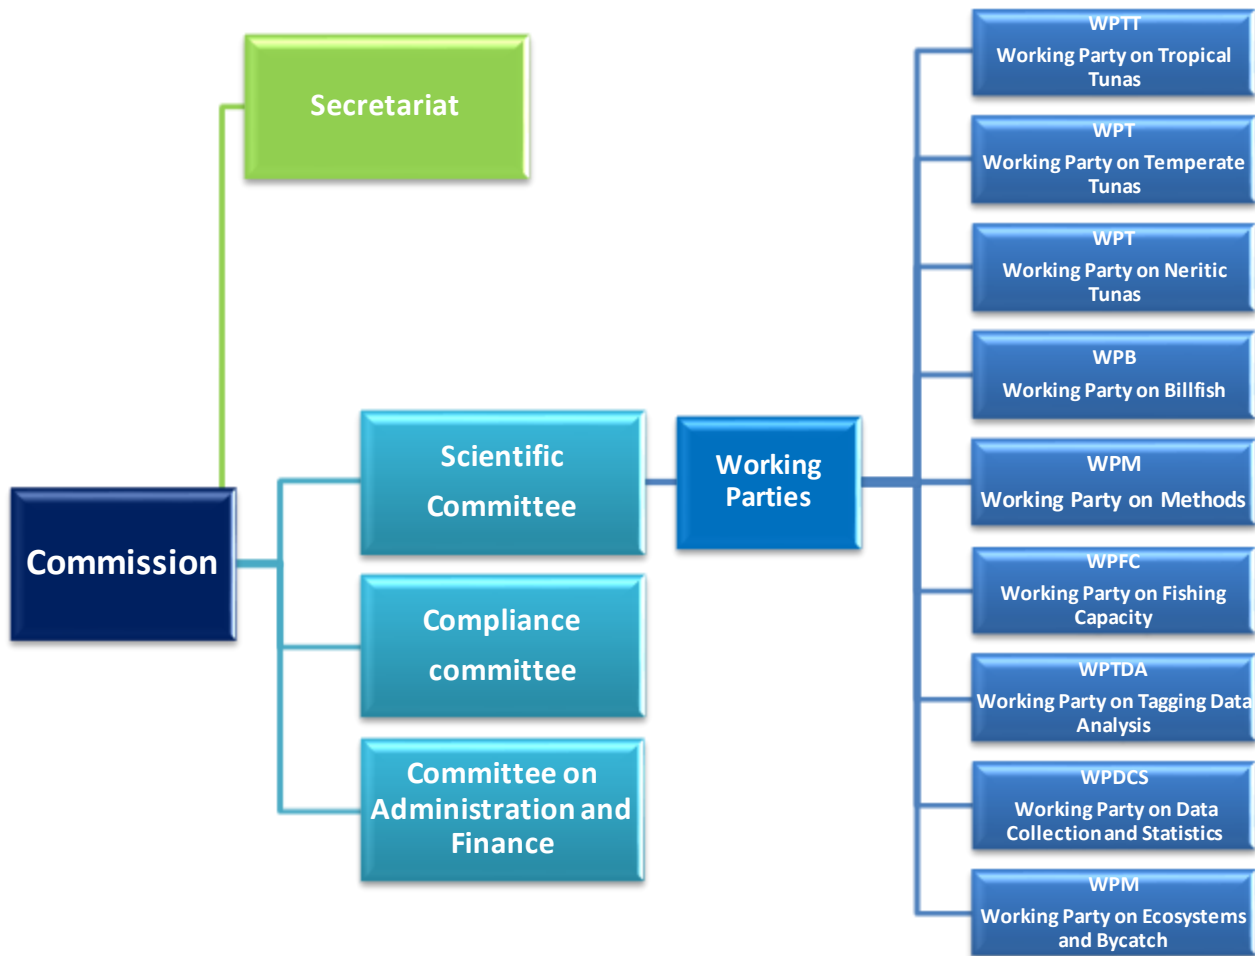 Secretariat
Commission
Scientific
Committee
Compliance
committee
Committee on
Administration and
Finance
Working
Parties
WPTT
Working Party on Tropical
Tunas
WPT
Working Party on Temperate
Tunas
WPT
Working Party on Neritic
Tunas
WPB
Working Party on Billfish
WPM
Working Party on Methods
WPFC
Working Party on Fishing
Capacity
WPTDA
Working Party on Tagging Data
Analysis
WPDCS
Working Party on Data
Collection and Statistics
WPM
Working Party on Ecosystems
and Bycatch